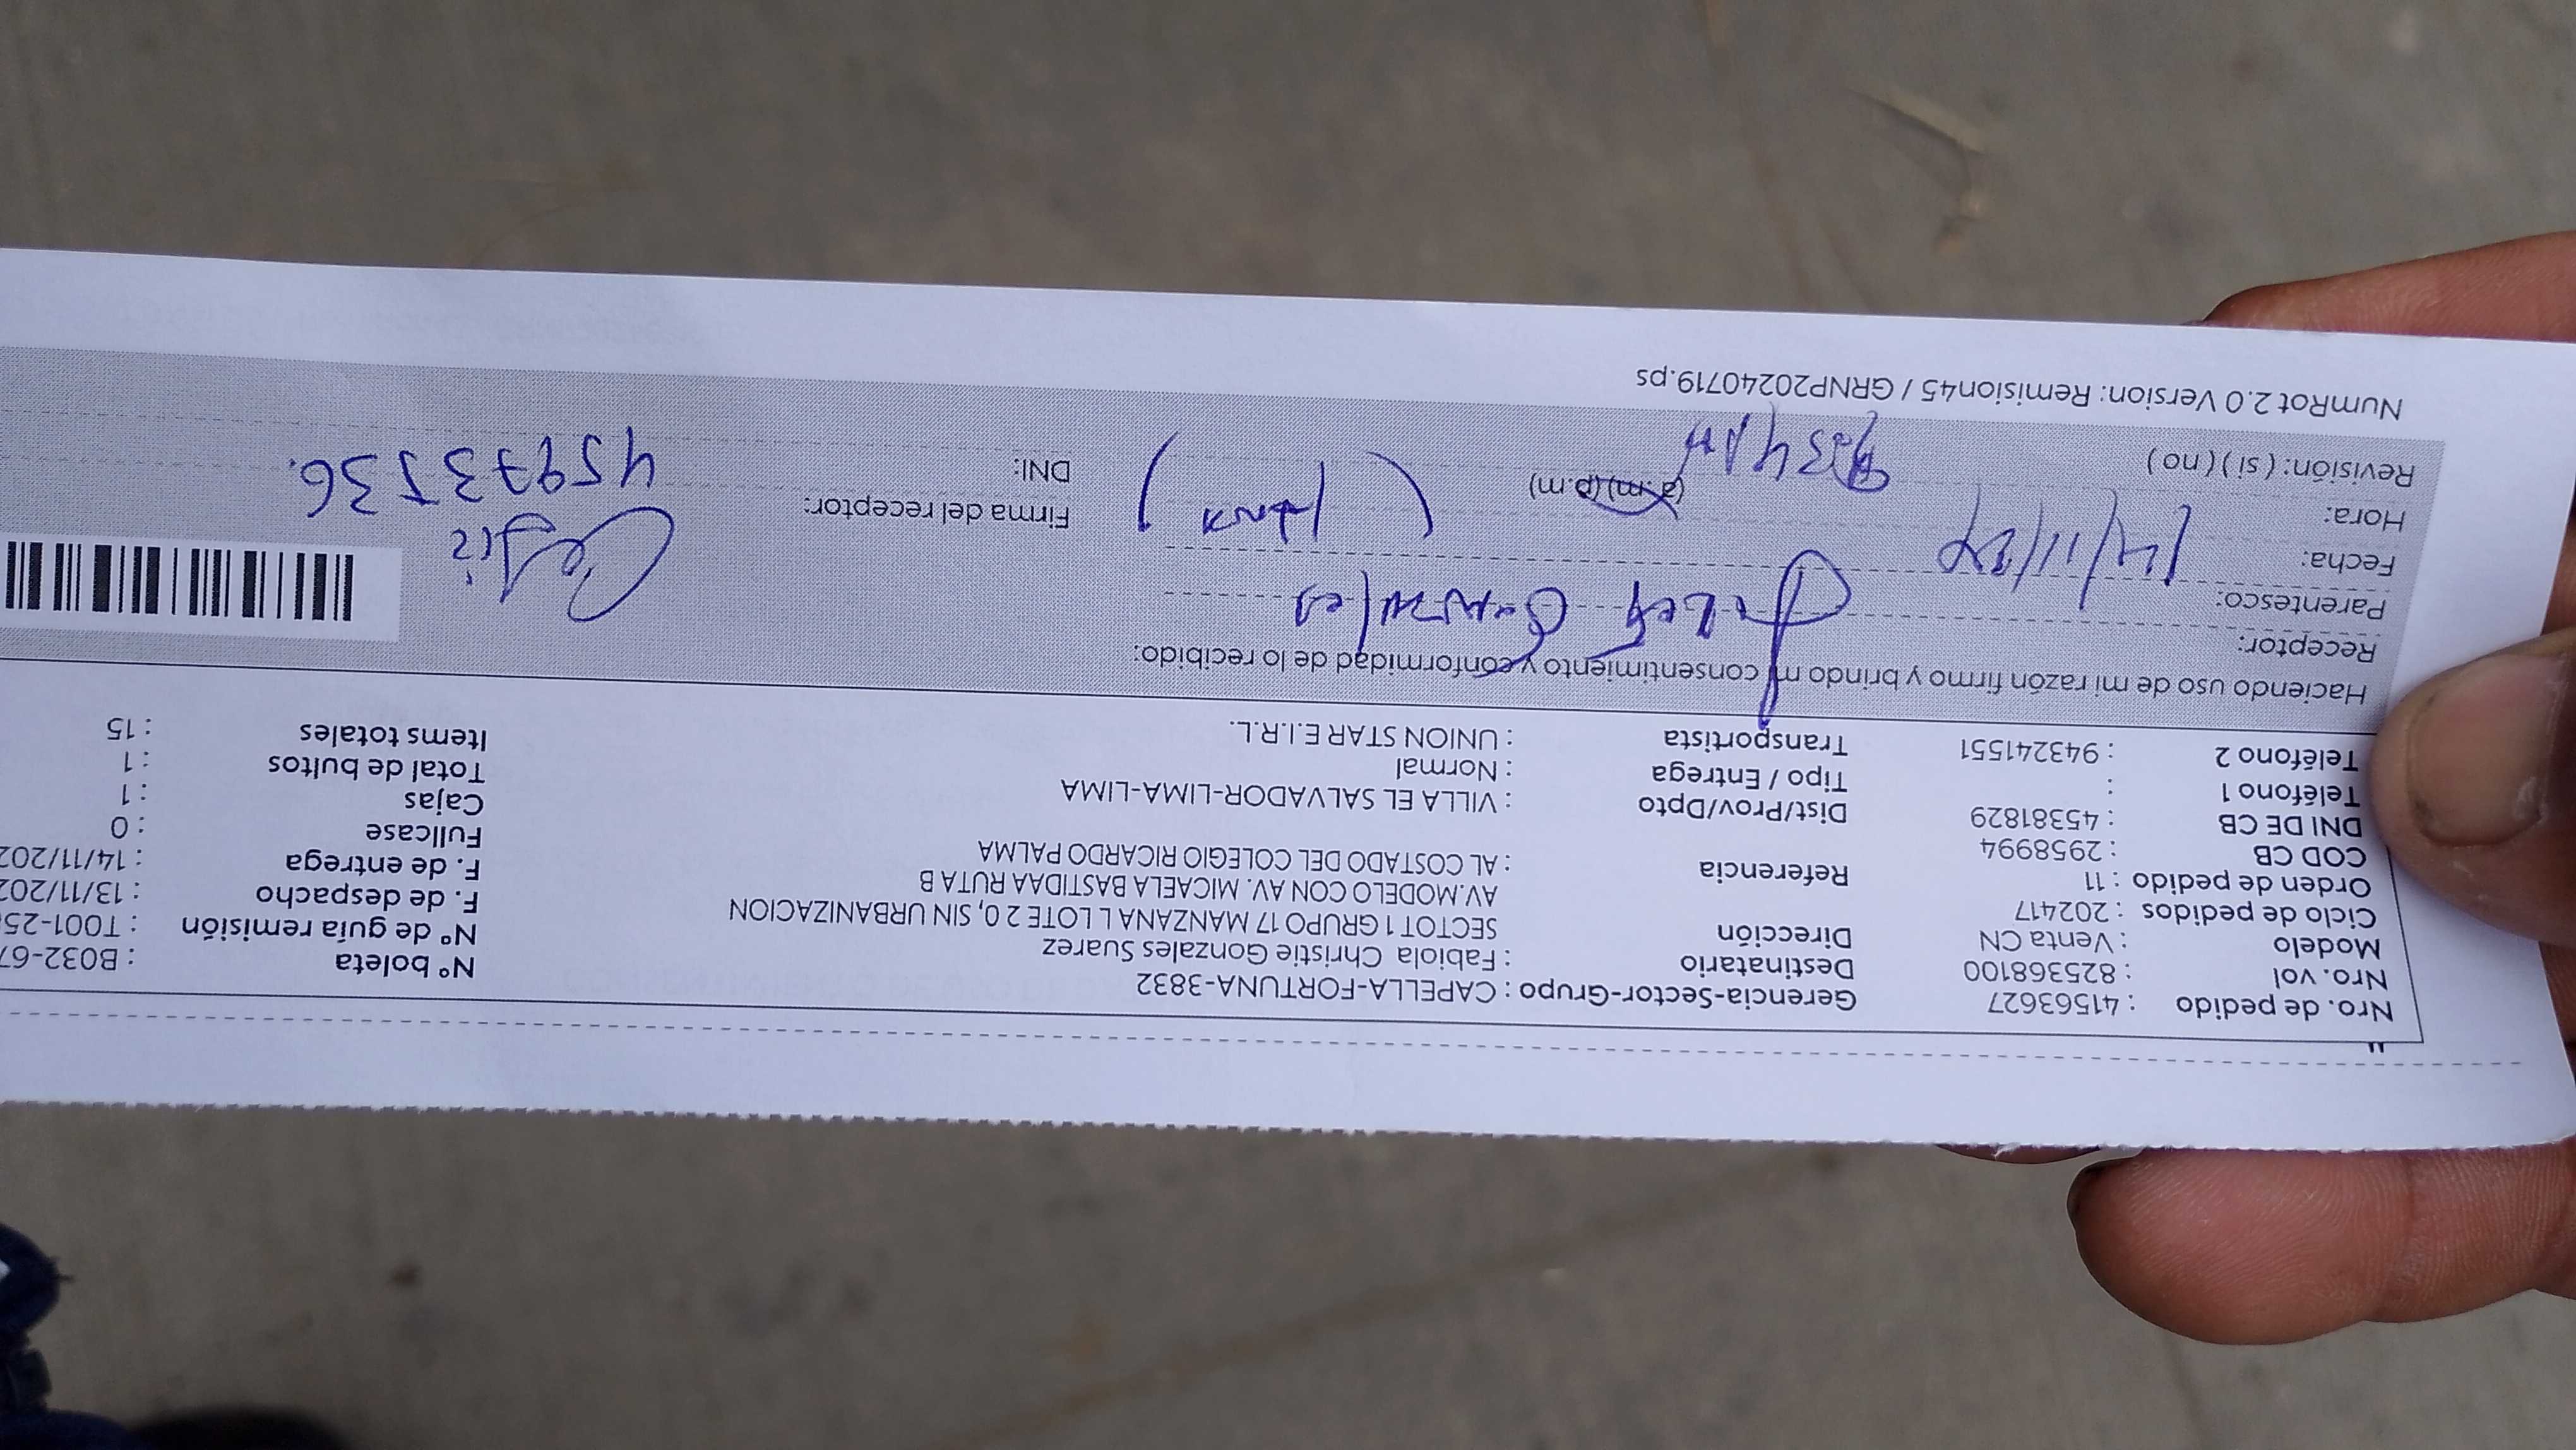 Nro. de pedido : 41563627 Gerencia-Sector-Grupo : CAPELLA-FORTUNA-3832
Nro. vol : 825368100 Destinatario : Fabiola Christie Gonzales Suarez Nº boleta : B032-67
Modelo : Venta CN Dirección SECTOT 1 GRUPO 17 MANZANA L LOTE 2 0, SIN URBANIZACION Nº de guía remisión : T001-25
Ciclo de pedidos : 202417 AV.MODELO CON AV. MICAELA BASTIDAA RUTA B F. de despacho : 13/11/202
Orden de pedido : 11 Referencia : AL COSTADO DEL COLEGIO RICARDO PALMA F. de entrega : 14/11/202
COD CB : 2958994 Fullcase : 0
DNI DE CB : 45381829 Dist/Prov/Dpto : VILLA EL SALVADOR-LIMA-LIMA Cajas : 1
Teléfono 1 : Tipo / Entrega : Normal Total de bultos : 1
Teléfono 2 : 943241551 Transportista : UNION STAR E.I.R.L. Items totales : 15
Haciendo uso de mi razón firmo y brindo mi consentimiento y conformidad de lo recibido:
Receptor: Gonzales
Parentesco:
Fecha: 14/11/24
Hora: 34 AM (a.m) (p.m) Firma del receptor:
Revisión: ( si ) ( no ) DNI: 45973536.
NumRot 2.0 Version: Remision45 / GRNP20240719.ps